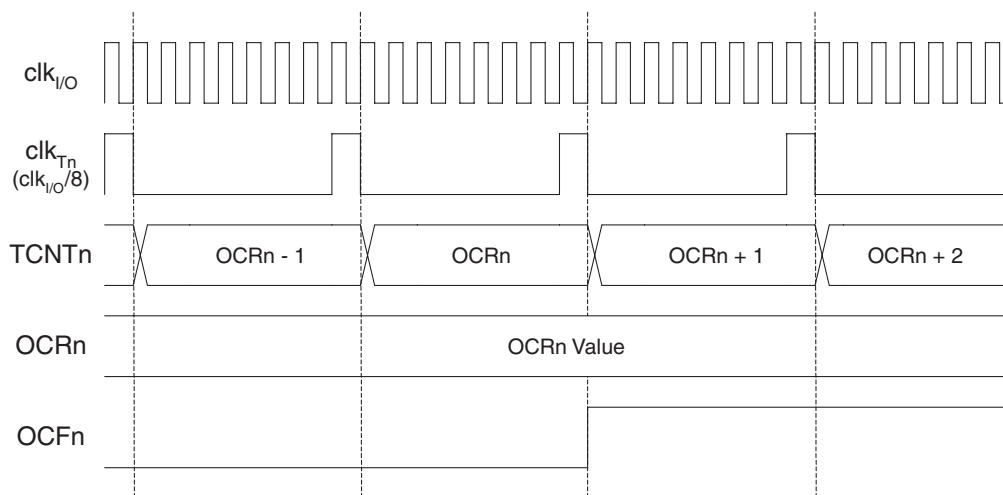 clkI/O
clkTn
(clkI/O/8)
TCNTn
OCRn - 1
OCRn
OCRn + 1
OCRn + 2
OCRn
OCRn Value
OCFn